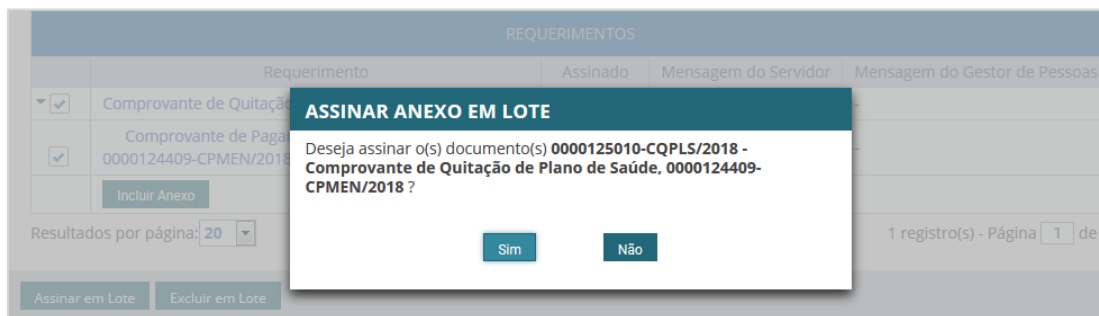 REQUERIMENTOS
Requerimento Assinado Mensagem do Servidor Mensagem do Gestor de Pessoas
Comprovante de Quitação -
Comprovante de Pagar
0000124409-CPMEN/2018 -
Incluir Anexo
ASSINAR ANEXO EM LOTE
Deseja assinar o(s) documento(s) 0000125010-CQPLS/2018 -
Comprovante de Quitação de Plano de Saúde, 0000124409-
CPMEN/2018 ?
Sim Não
Resultados por página: 20 1 registro(s) - Página 1 de
Assinar em Lote Excluir em Lote